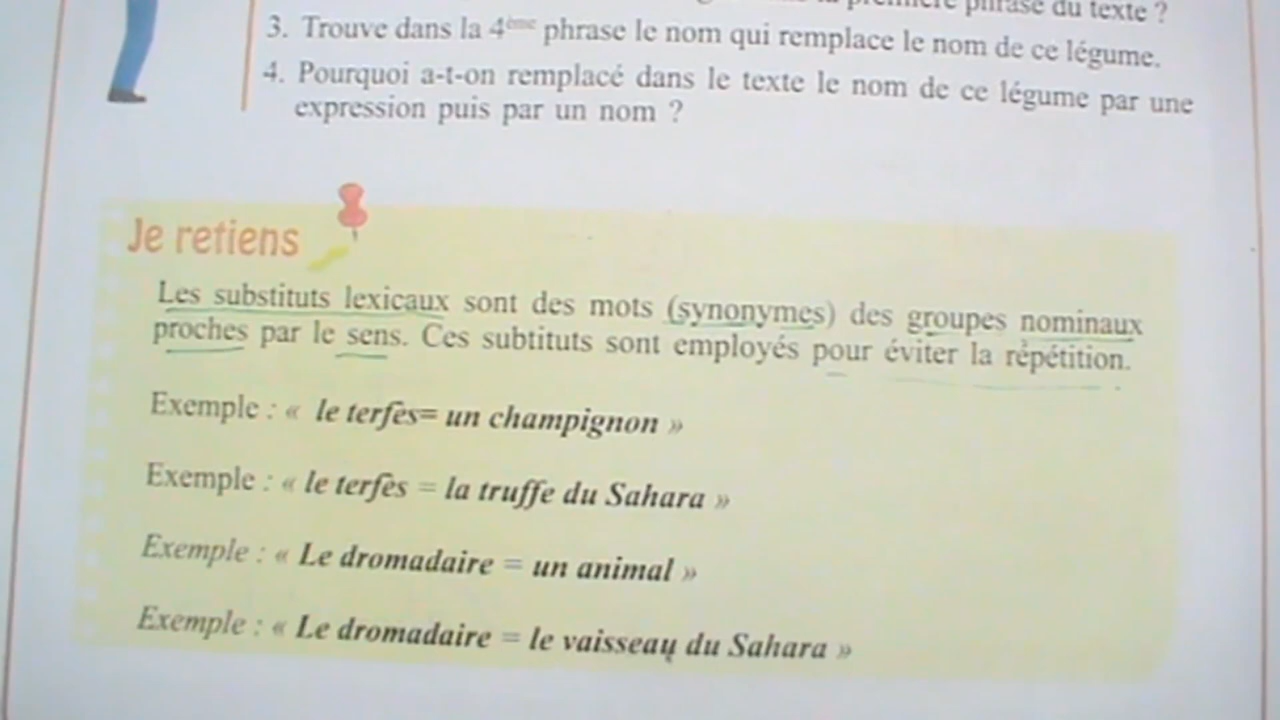 première phrase du texte ?
3. Trouve dans la 4ème phrase le nom qui remplace le nom de ce légume.
4. Pourquoi a-t-on remplacé dans le texte le nom de ce légume par une
expression puis par un nom ?
Je retiens
Les substituts lexicaux sont des mots (synonymes) des groupes nominaux
proches par le sens. Ces subtituts sont employés pour éviter la répétition.
Exemple : « le terfès= un champignon »
Exemple : « le terfès = la truffe du Sahara »
Exemple : « Le dromadaire = un animal »
Exemple : « Le dromadaire = le vaisseau du Sahara »